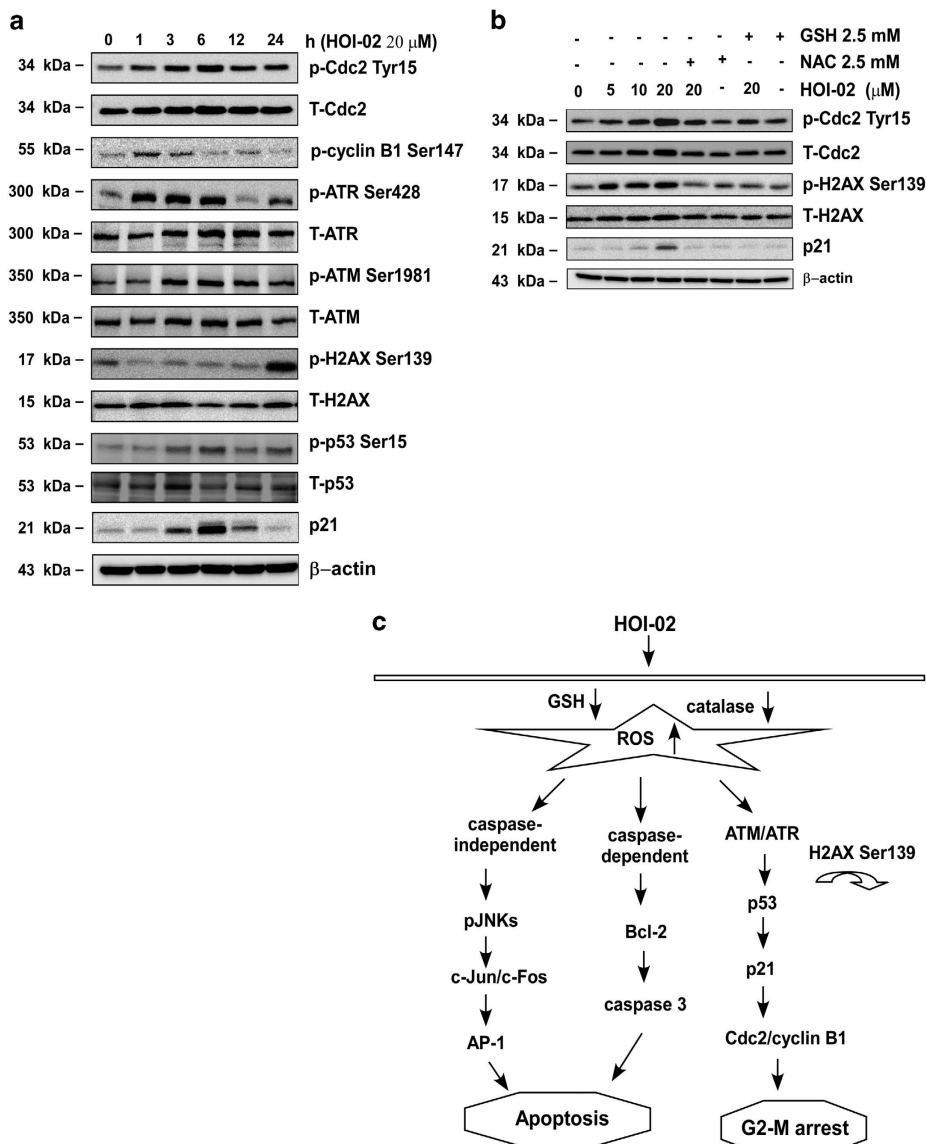 a
0 1 3 6 12 24 h (HOI-02 20 μM)
34 kDa – p-Cdc2 Tyr15
34 kDa – T-Cdc2
55 kDa – p-cyclin B1 Ser147
300 kDa – p-ATR Ser428
300 kDa – T-ATR
350 kDa – p-ATM Ser1981
350 kDa – T-ATM
17 kDa – p-H2AX Ser139
15 kDa – T-H2AX
53 kDa – p-p53 Ser15
53 kDa – T-p53
21 kDa – p21
43 kDa – β–actin
b
- - - - - - + + GSH 2.5 mM
- - - - + + - - NAC 2.5 mM
0 5 10 20 20 - 20 - HOI-02 (μM)
34 kDa – p-Cdc2 Tyr15
34 kDa – T-Cdc2
17 kDa – p-H2AX Ser139
15 kDa – T-H2AX
21 kDa – p21
43 kDa – β–actin
c
HOI-02
GSH
catalase
ROS
caspase-
independent
pJNKs
c-Jun/c-Fos
AP-1
caspase-
dependent
Bcl-2
caspase 3
Apoptosis
ATM/ATR
H2AX Ser139
p53
p21
Cdc2/cyclin B1
G2-M arrest